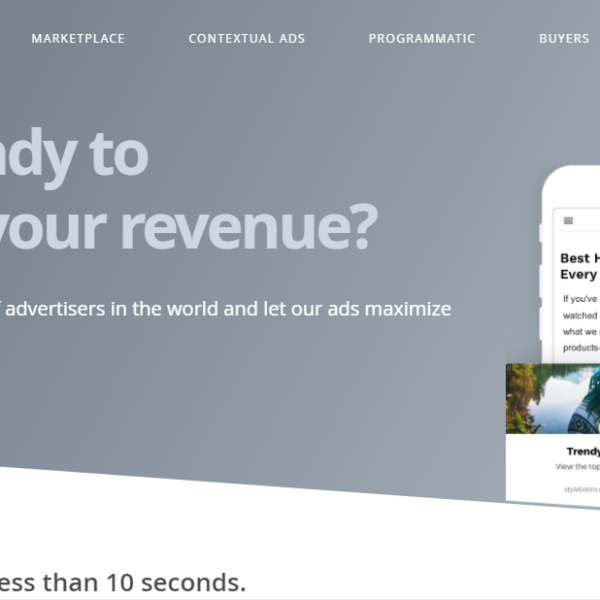 MARKETPLACE CONTEXTUAL ADS PROGRAMMATIC BUYERS
dy to
your revenue?
advertisers in the world and let our ads maximize
Best
Every
If you've
watched
what we
products
Trendy
View the top
stylebistro
ess than 10 seconds.